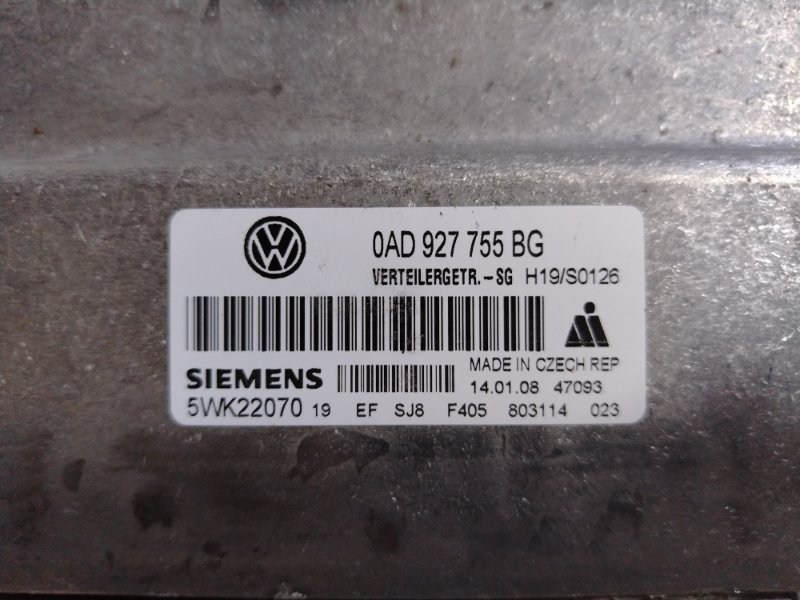 VW
0AD 927 755 BG
VERTEILERGETR.-SG H19/S0126
SIEMENS
MADE IN CZECH REP
14.01.08 47093
5WK22070 19 EF SJ8 F405 803114 023